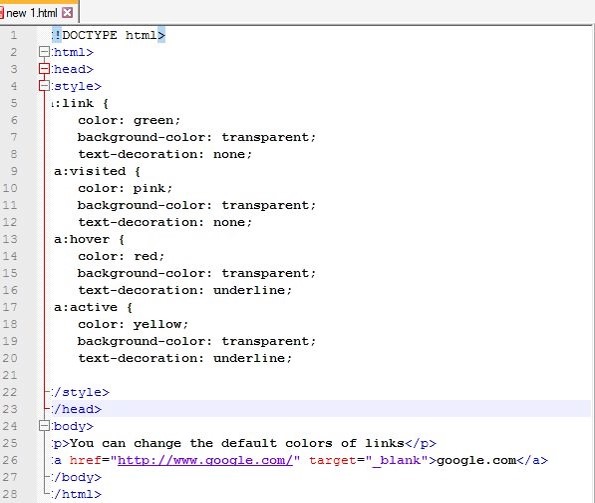 new 1.html
1 <!DOCTYPE html>
2 <html>
3 <head>
4 <style>
5 a:link {
6 color: green;
7 background-color: transparent;
8 text-decoration: none;
9 a:visited {
10 color: pink;
11 background-color: transparent;
12 text-decoration: none;
13 a:hover {
14 color: red;
15 background-color: transparent;
16 text-decoration: underline;
17 a:active {
18 color: yellow;
19 background-color: transparent;
20 text-decoration: underline;
21
22 </style>
23 </head>
24 <body>
25 <p>You can change the default colors of links</p>
26 <a href="http://www.google.com/" target="_blank">google.com</a>
27 </body>
28 </html>